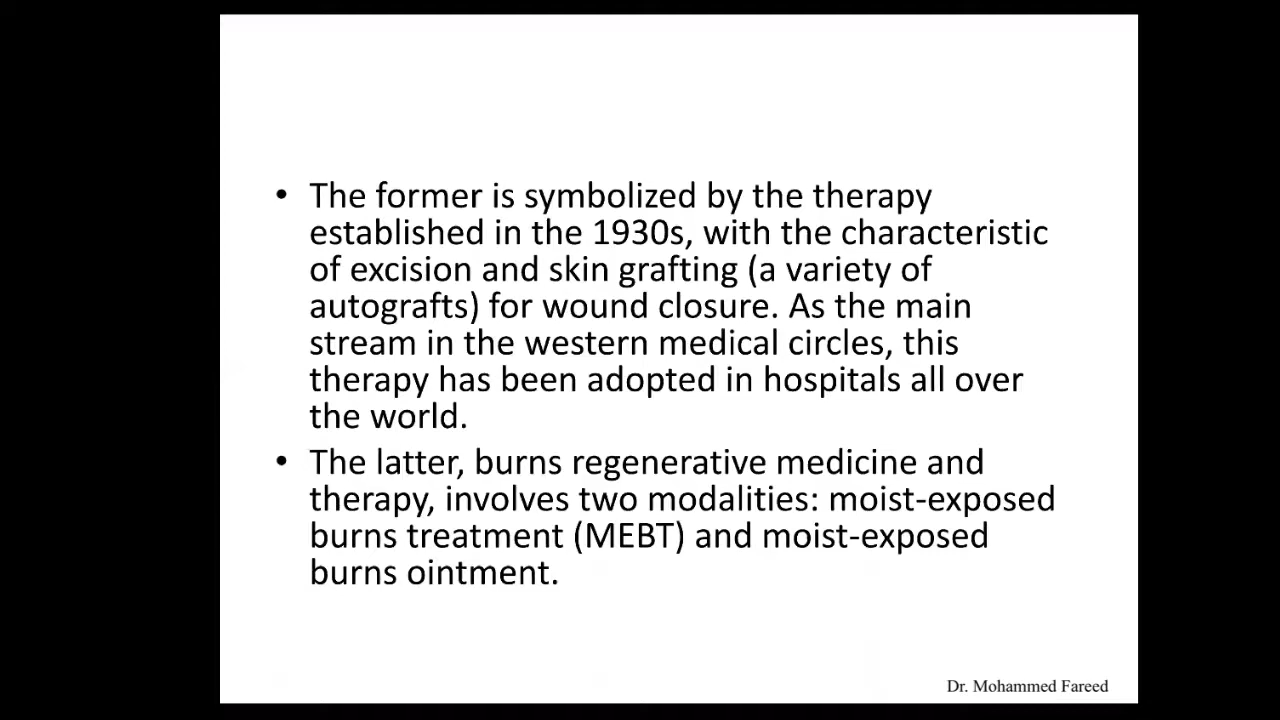 • The former is symbolized by the therapy
established in the 1930s, with the characteristic
of excision and skin grafting (a variety of
autografts) for wound closure. As the main
stream in the western medical circles, this
therapy has been adopted in hospitals all over
the world.
• The latter, burns regenerative medicine and
therapy, involves two modalities: moist-exposed
burns treatment (MEBT) and moist-exposed
burns ointment.
Dr. Mohammed Fareed